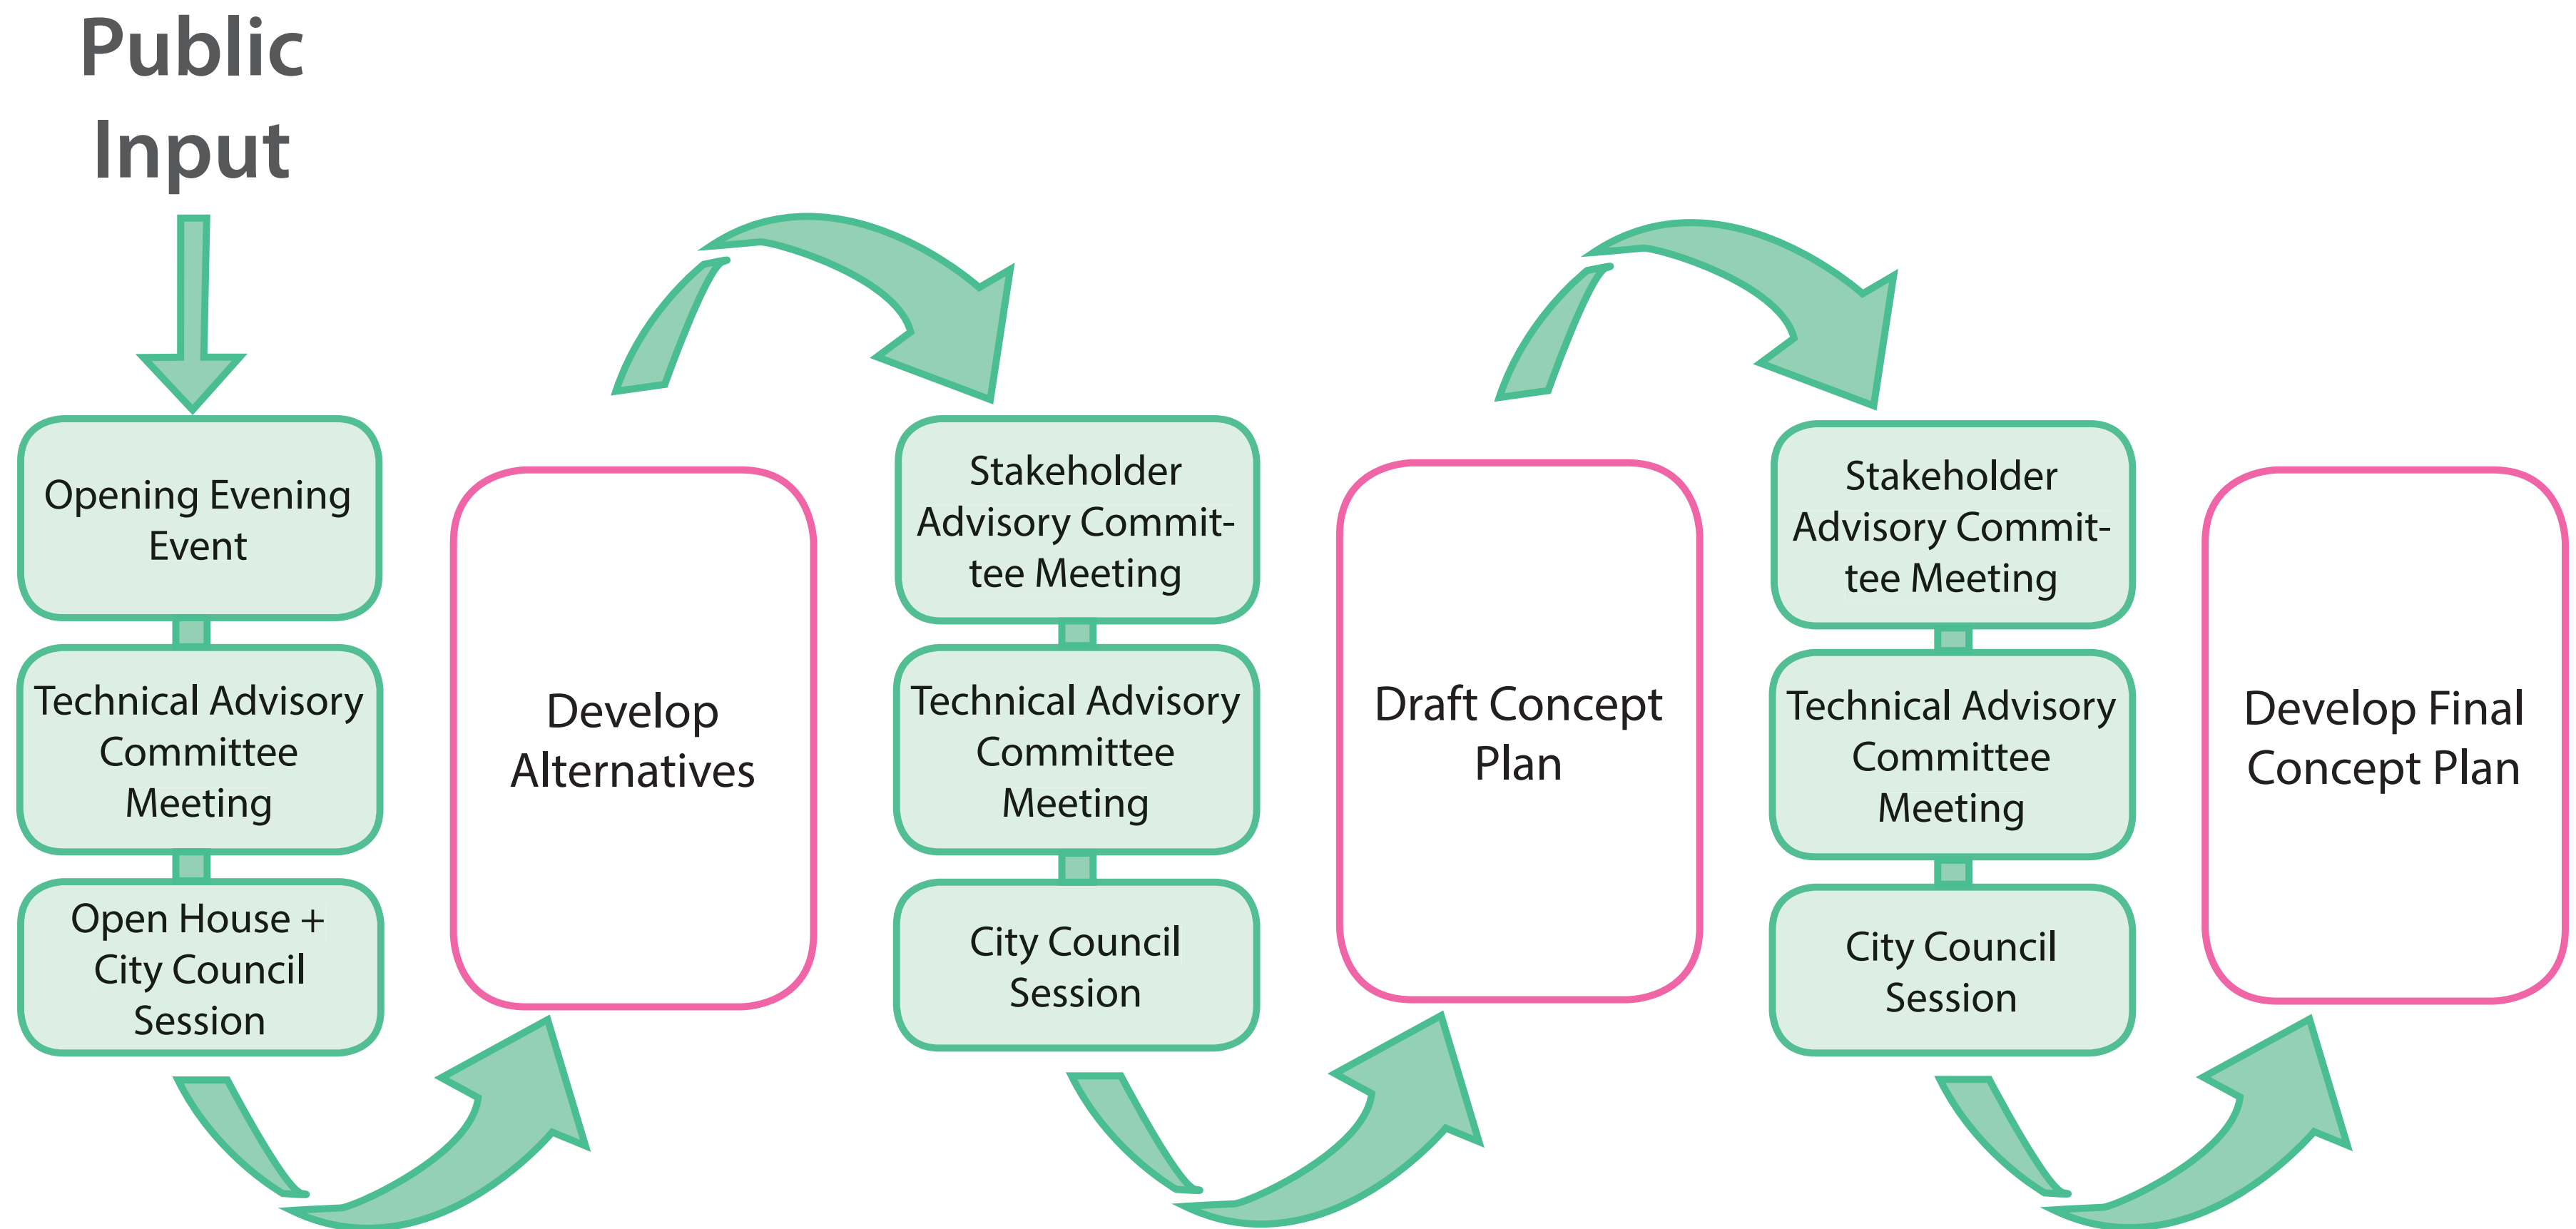 Public
Input
Opening Evening
Event
Technical Advisory
Committee
Meeting
Open House +
City Council
Session
Develop
Alternatives
Stakeholder
Advisory Commit-
tee Meeting
Technical Advisory
Committee
Meeting
City Council
Session
Draft Concept
Plan
Stakeholder
Advisory Commit-
tee Meeting
Technical Advisory
Committee
Meeting
City Council
Session
Develop Final
Concept Plan